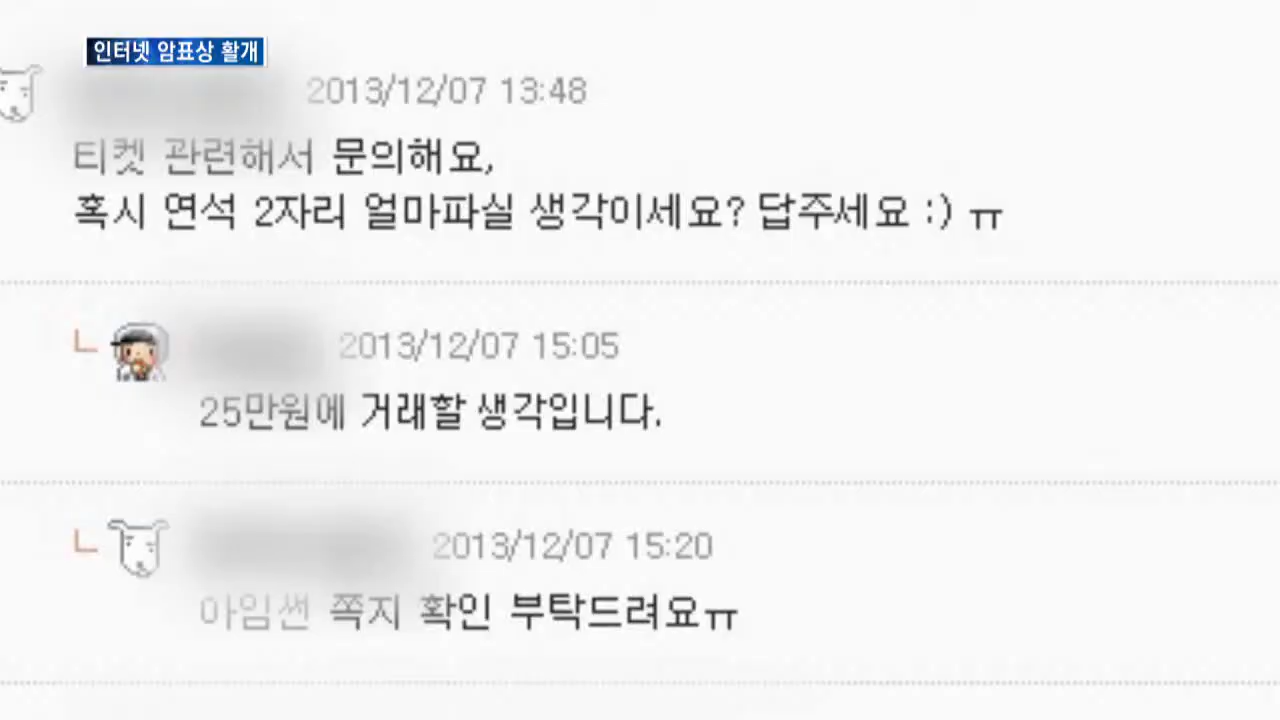 인터넷 암표상 활개
2013/12/07 13:48
티켓 관련해서 문의해요,
혹시 연석 2자리 얼마파실 생각이세요? 답주세요 :) ㅠ
2013/12/07 15:05
25만원에 거래할 생각입니다.
2013/12/07 15:20
아임썬 쪽지 확인 부탁드려요ㅠ